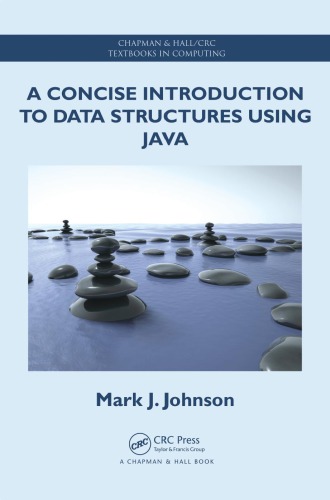 CHAPMAN & HALL/CRC
TEXTBOOKS IN COMPUTING
A CONCISE INTRODUCTION
TO DATA STRUCTURES USING
JAVA
Mark J. Johnson
CRC
CRC Press
Taylor & Francis Group
A CHAPMAN & HALL BOOK